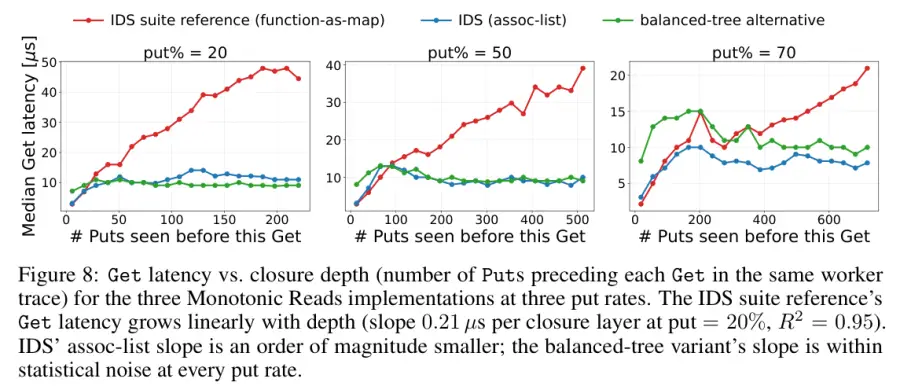 IDS suite reference (function-as-map) IDS (assoc-list) balanced-tree alternative
put% = 20 put% = 50 put% = 70
Median Get latency [μs]
50
40
30
20
10
0 50 100 150 200
# Puts seen before this Get
40
30
20
10
0 100 200 300 400 500
# Puts seen before this Get
20
15
10
5
0 200 400 600
# Puts seen before this Get
Figure 8: Get latency vs. closure depth (number of Puts preceding each Get in the same worker
trace) for the three Monotonic Reads implementations at three put rates. The IDS suite reference's
Get latency grows linearly with depth (slope 0.21 μs per closure layer at put = 20%, R² = 0.95).
IDS' assoc-list slope is an order of magnitude smaller; the balanced-tree variant's slope is within
statistical noise at every put rate.